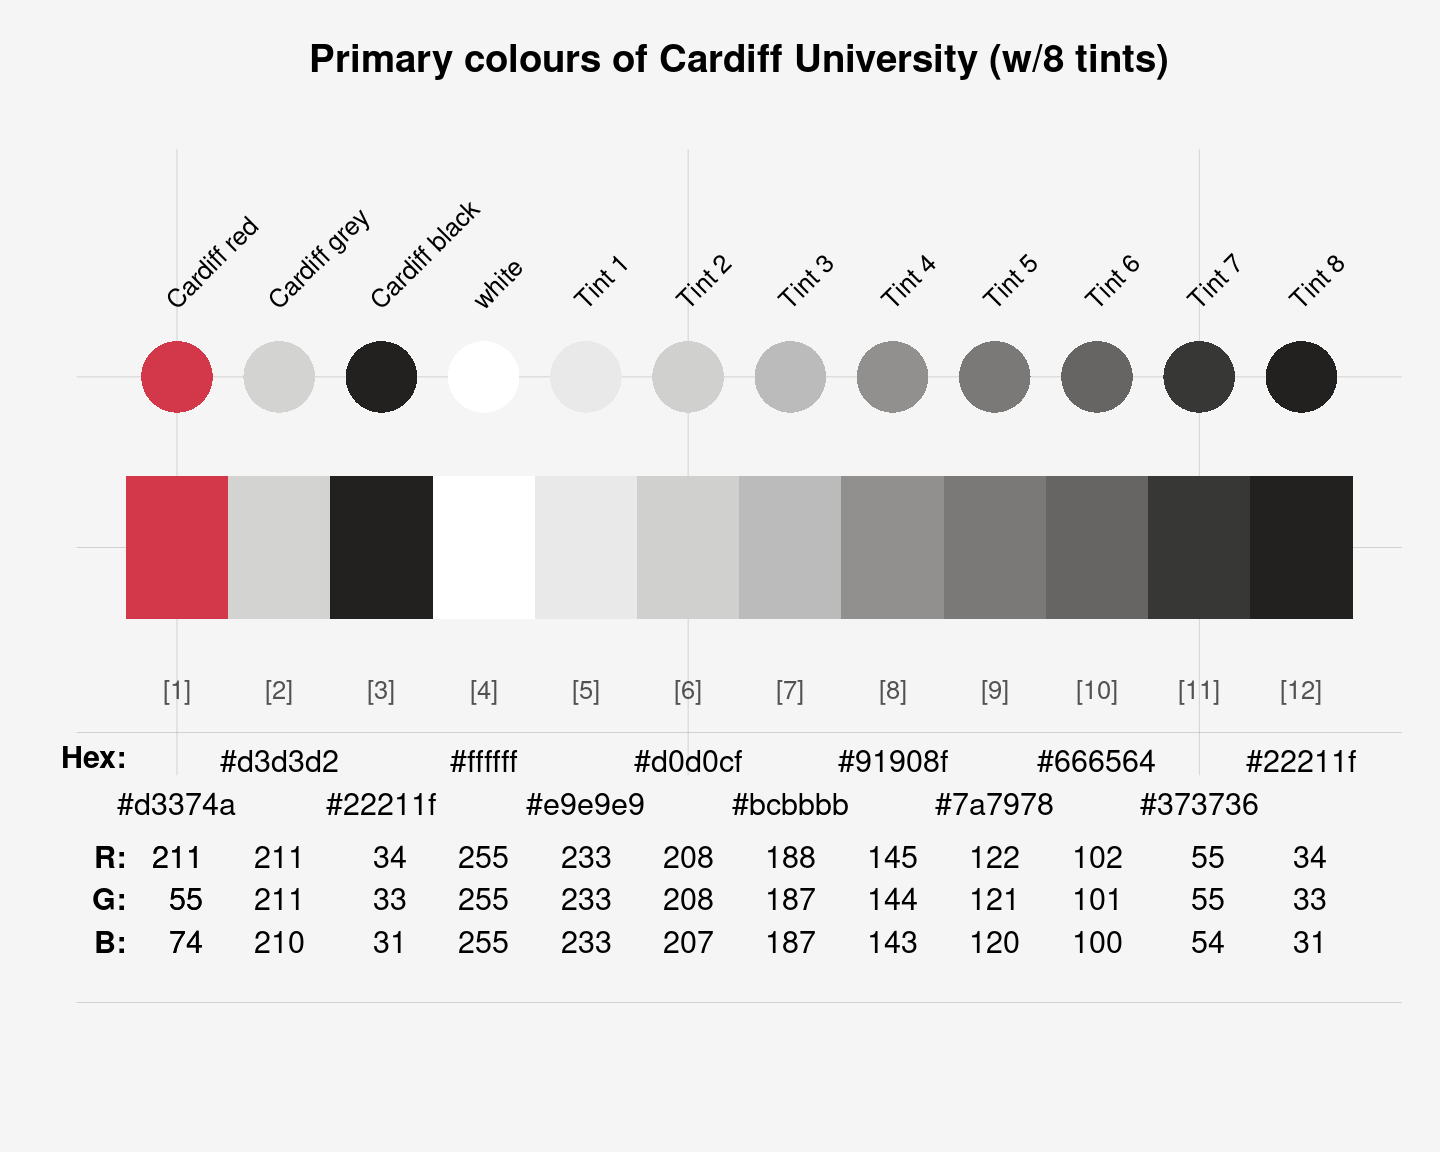 Primary colours of Cardiff University (w/8 tints)
Cardiff red
Cardiff grey
Cardiff black
white
Tint 1
Tint 2
Tint 3
Tint 4
Tint 5
Tint 6
Tint 7
Tint 8
[1] [2] [3] [4] [5] [6] [7] [8] [9] [10] [11] [12]
Hex: #d3d3d2 #ffffff #d0d0cf #91908f #666564 #22211f
#d3374a #22211f #e9e9e9 #bcbbbb #7a7978 #373736
R: 211 211 34 255 233 208 188 145 122 102 55 34
G: 55 211 33 255 233 208 187 144 121 101 55 33
B: 74 210 31 255 233 207 187 143 120 100 54 31